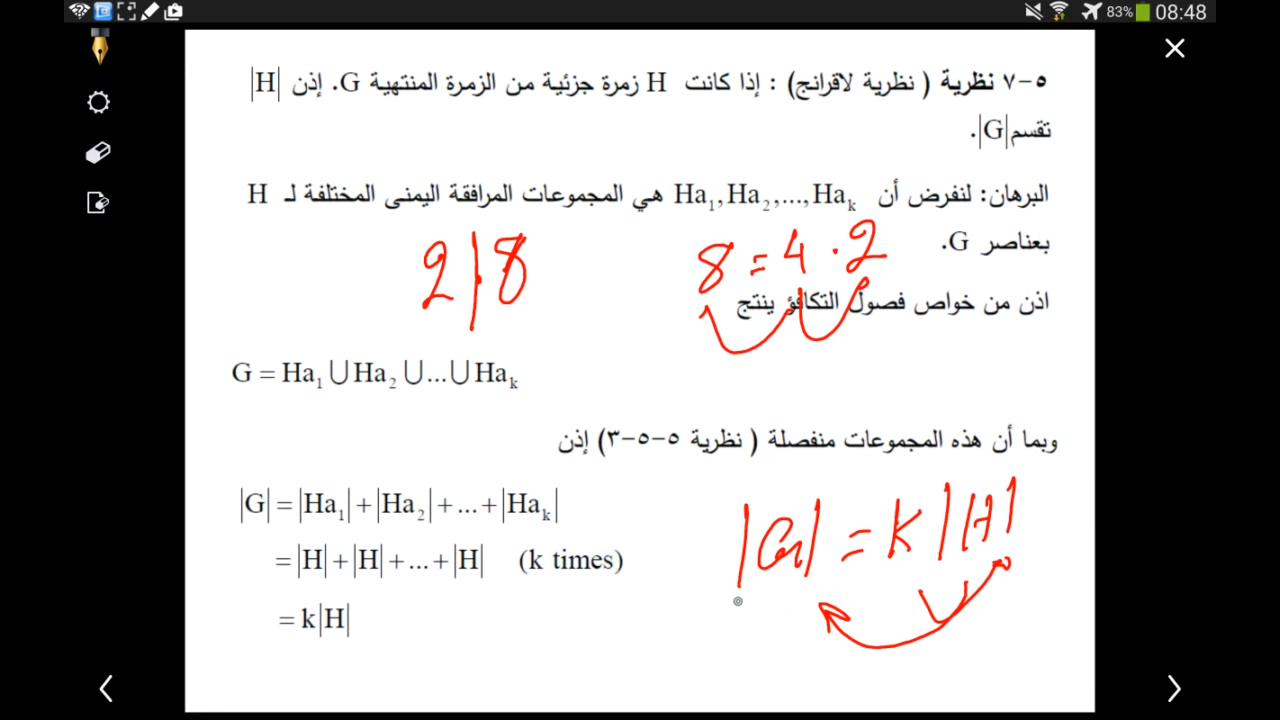 83% 08:48
٥-٧ نظرية ( نظرية لاقرانج) : إذا كانت H زمرة جزئية من الزمرة المنتهية G. إذن |H|
تقسم |G|.
البرهان: لنفرض أن Ha₁,Ha₂,...,Haₖ هي المجموعات المرافقة اليمنى المختلفة لـ H
بعناصر G.
8 = 4 · 2
2 | 8
اذن من خواص فصول التكافؤ ينتج
G = Ha₁ ∪ Ha₂ ∪ ... ∪ Haₖ
وبما أن هذه المجموعات منفصلة ( نظرية ٥-٥-٣) إذن
|G| = |Ha₁| + |Ha₂| + ... + |Haₖ|
= |H| + |H| + ... + |H| (k times)
= k|H|
|G| = K |H|